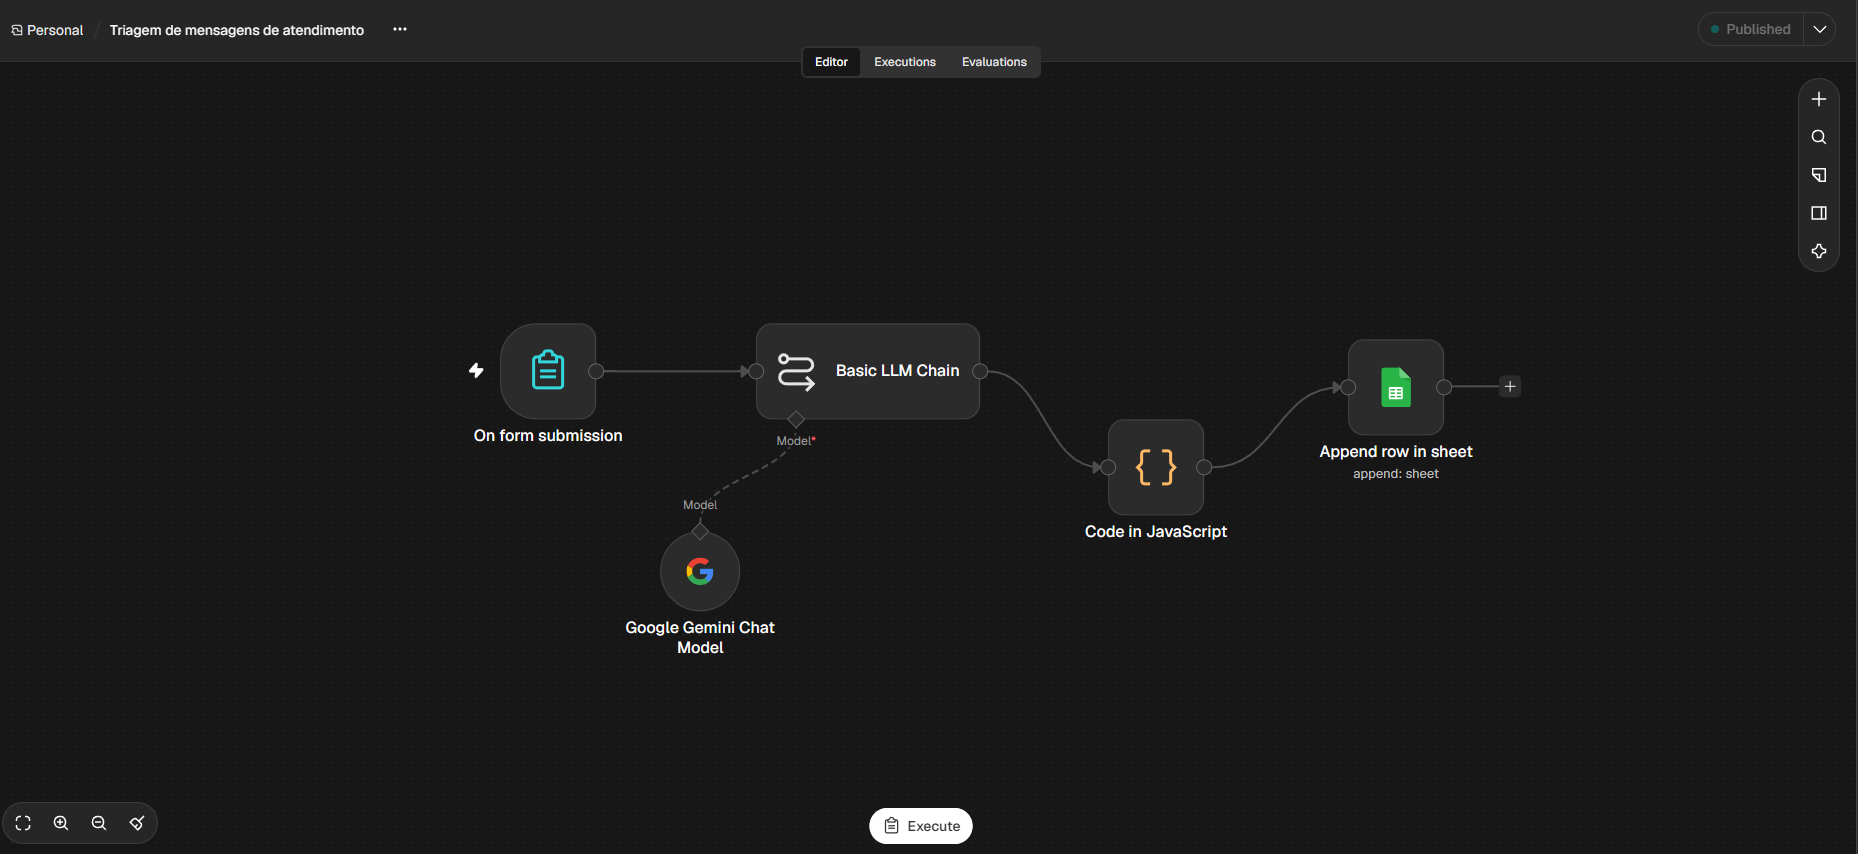 Personal / Triagem de mensagens de atendimento ...
Published
Editor Executions Evaluations
Basic LLM Chain
On form submission
Model*
Append row in sheet
append: sheet
Model
Code in JavaScript
Google Gemini Chat
Model
Execute